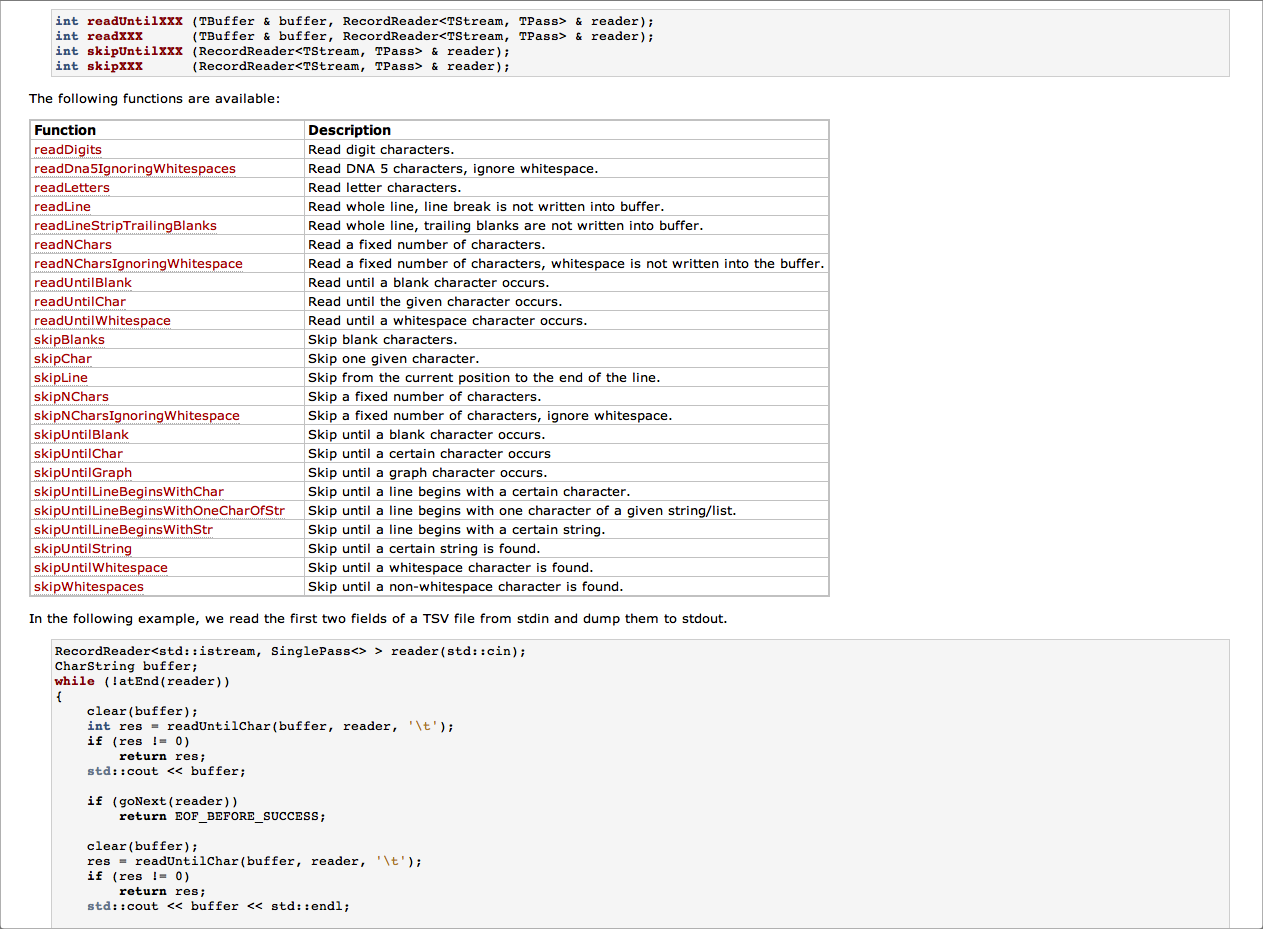 int readUntilXXX (TBuffer & buffer, RecordReader<TStream, TPass> & reader);
int readXXX      (TBuffer & buffer, RecordReader<TStream, TPass> & reader);
int skipUntilXXX (RecordReader<TStream, TPass> & reader);
int skipXXX      (RecordReader<TStream, TPass> & reader);
The following functions are available:
Function Description
readDigits Read digit characters.
readDna5IgnoringWhitespaces Read DNA 5 characters, ignore whitespace.
readLetters Read letter characters.
readLine Read whole line, line break is not written into buffer.
readLineStripTrailingBlanks Read whole line, trailing blanks are not written into buffer.
readNChars Read a fixed number of characters.
readNCharsIgnoringWhitespace Read a fixed number of characters, whitespace is not written into the buffer.
readUntilBlank Read until a blank character occurs.
readUntilChar Read until the given character occurs.
readUntilWhitespace Read until a whitespace character occurs.
skipBlanks Skip blank characters.
skipChar Skip one given character.
skipLine Skip from the current position to the end of the line.
skipNChars Skip a fixed number of characters.
skipNCharsIgnoringWhitespace Skip a fixed number of characters, ignore whitespace.
skipUntilBlank Skip until a blank character occurs.
skipUntilChar Skip until a certain character occurs
skipUntilGraph Skip until a graph character occurs.
skipUntilLineBeginsWithChar Skip until a line begins with a certain character.
skipUntilLineBeginsWithOneCharOfStr Skip until a line begins with one character of a given string/list.
skipUntilLineBeginsWithStr Skip until a line begins with a certain string.
skipUntilString Skip until a certain string is found.
skipUntilWhitespace Skip until a whitespace character is found.
skipWhitespaces Skip until a non-whitespace character is found.
In the following example, we read the first two fields of a TSV file from stdin and dump them to stdout.
RecordReader<std::istream, SinglePass<> > reader(std::cin);
CharString buffer;
while (!atEnd(reader))
{
    clear(buffer);
    int res = readUntilChar(buffer, reader, '\t');
    if (res != 0)
        return res;
    std::cout << buffer;
    if (goNext(reader))
        return EOF_BEFORE_SUCCESS;
    clear(buffer);
    res = readUntilChar(buffer, reader, '\t');
    if (res != 0)
        return res;
    std::cout << buffer << std::endl;